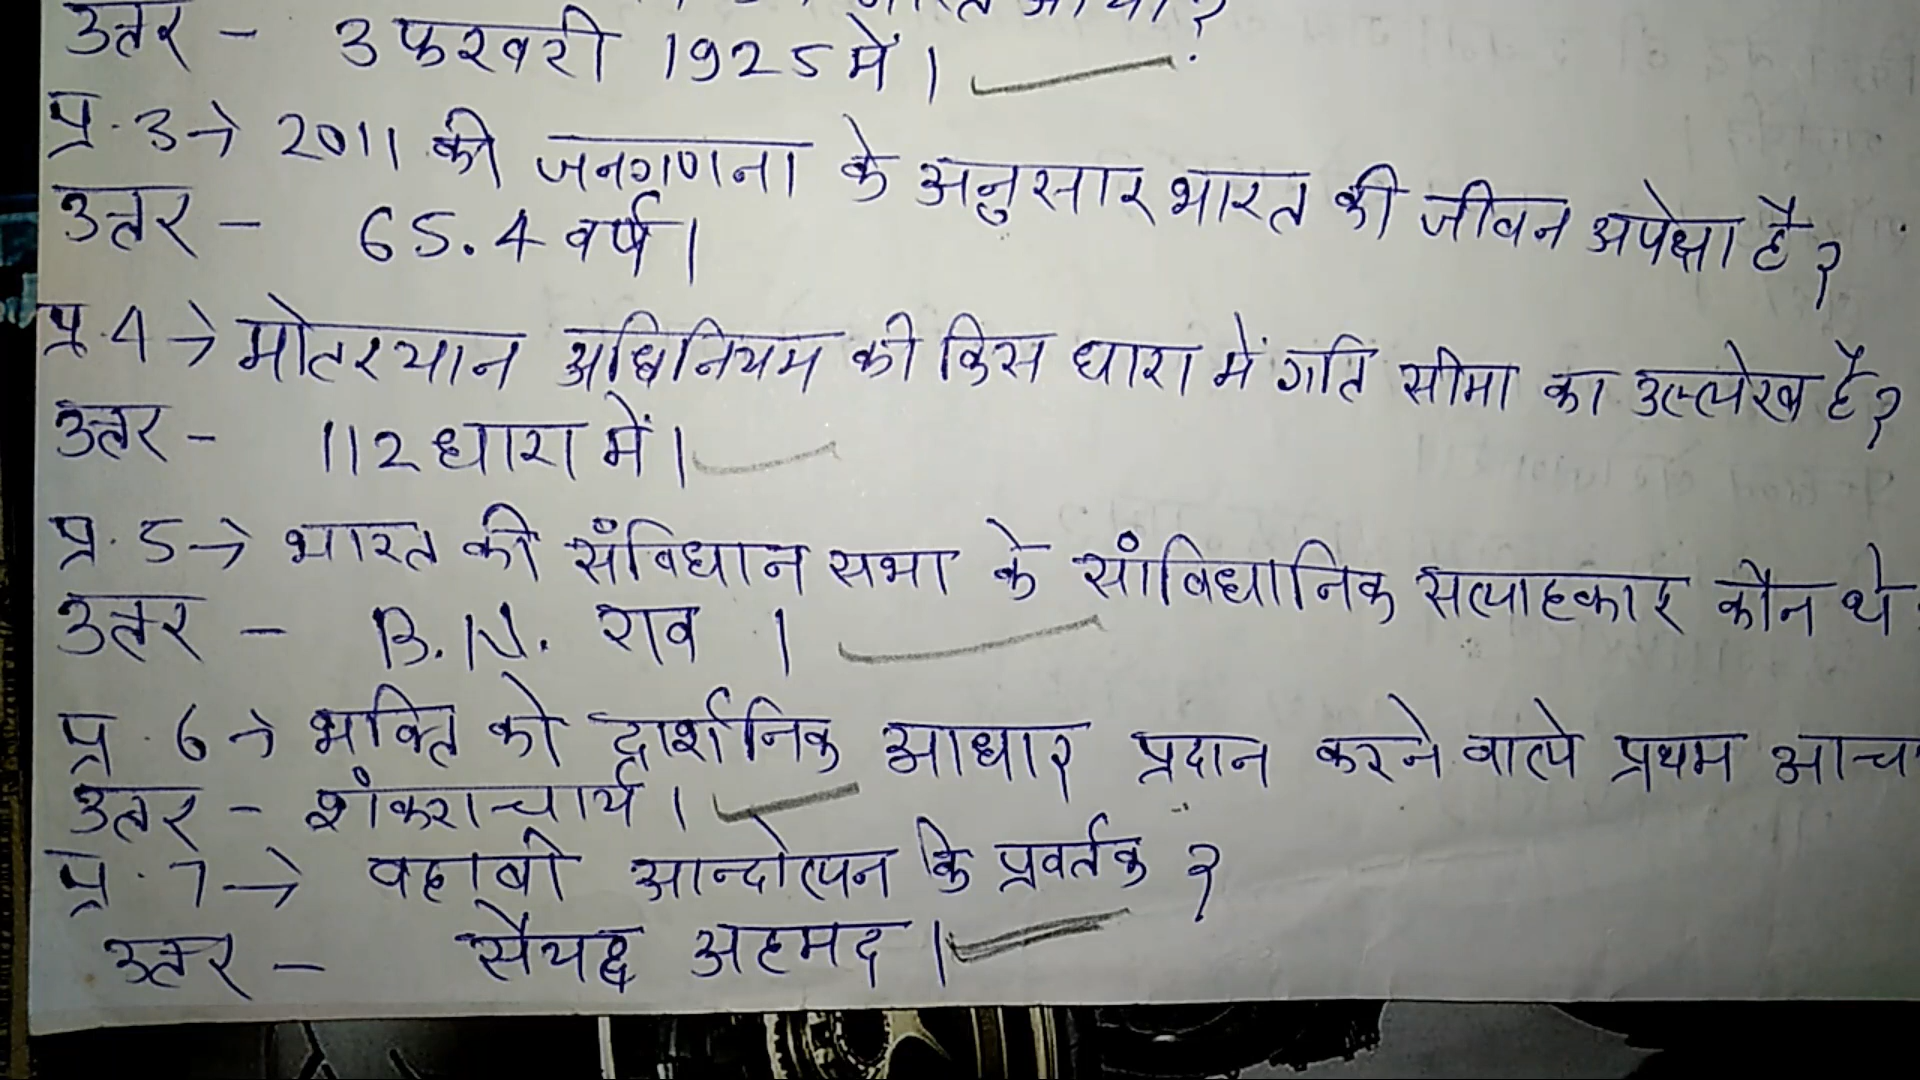 उत्तर - 3 फरवरी 1925 में।
प्र. 3 → 2011 की जनगणना के अनुसार भारत की जीवन अपेक्षा है?
उत्तर - 65.4 वर्ष।
प्र. 4 → मोटरयान अधिनियम की किस धारा में गति सीमा का उल्लेख है?
उत्तर - 112 धारा में।
प्र. 5 → भारत की संविधान सभा के सांविधानिक सलाहकार कौन थे
उत्तर - B.N. राव।
प्र. 6 → भक्ति को दार्शनिक आधार प्रदान करने वाले प्रथम आच
उत्तर - शंकराचार्य।
प्र. 7 → वहाबी आन्दोलन कि प्रवर्तक?
उत्तर - सैयद्द अहमद।